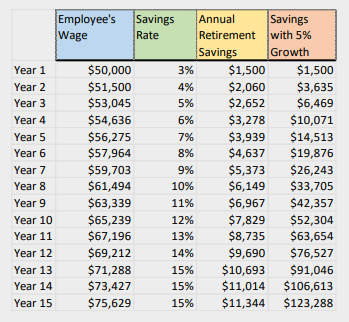 Employee's Wage Savings Rate Annual Retirement Savings Savings with 5% Growth
Year 1 $50,000 3% $1,500 $1,500
Year 2 $51,500 4% $2,060 $3,635
Year 3 $53,045 5% $2,652 $6,469
Year 4 $54,636 6% $3,278 $10,071
Year 5 $56,275 7% $3,939 $14,513
Year 6 $57,964 8% $4,637 $19,876
Year 7 $59,703 9% $5,373 $26,243
Year 8 $61,494 10% $6,149 $33,705
Year 9 $63,339 11% $6,967 $42,357
Year 10 $65,239 12% $7,829 $52,304
Year 11 $67,196 13% $8,735 $63,654
Year 12 $69,212 14% $9,690 $76,527
Year 13 $71,288 15% $10,693 $91,046
Year 14 $73,427 15% $11,014 $106,613
Year 15 $75,629 15% $11,344 $123,288